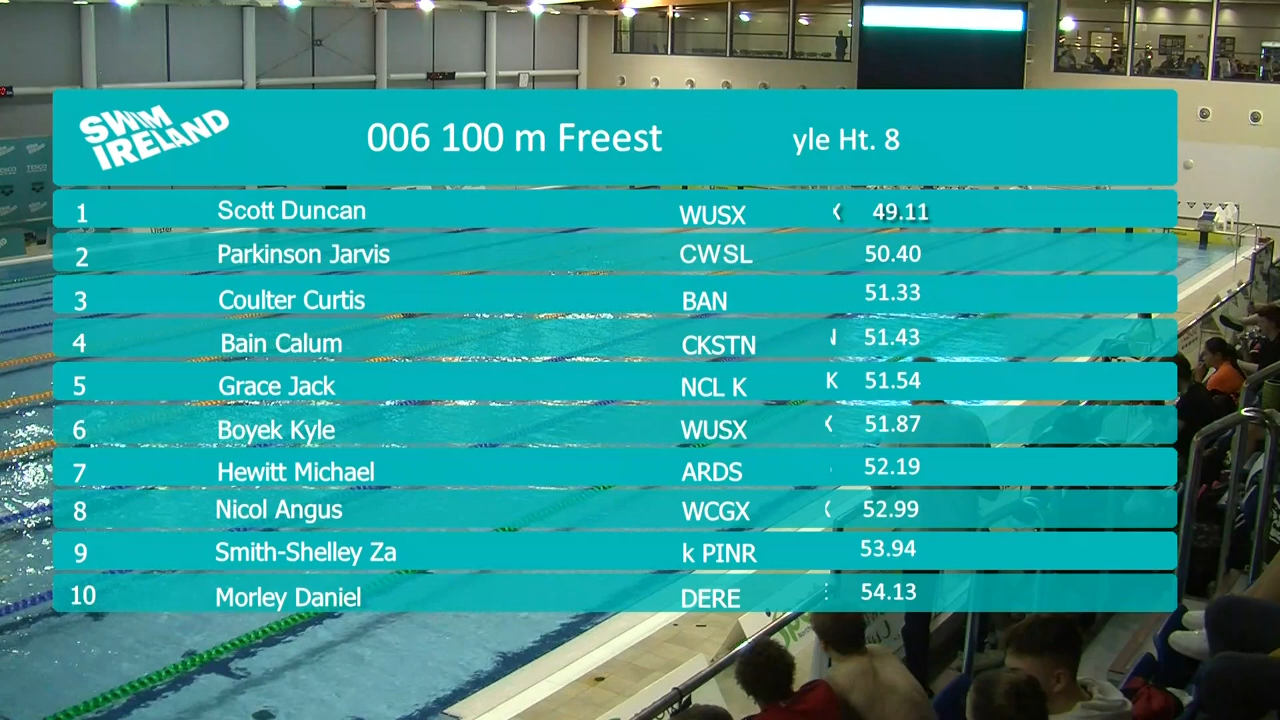 SWIM IRELAND
006 100 m Freest yle Ht. 8
1 Scott Duncan WUSX 49.11
2 Parkinson Jarvis CWSL 50.40
3 Coulter Curtis BAN 51.33
4 Bain Calum CKSTN 51.43
5 Grace Jack NCL K K 51.54
6 Boyek Kyle WUSX 51.87
7 Hewitt Michael ARDS 52.19
8 Nicol Angus WCGX 52.99
9 Smith-Shelley Za k PINR 53.94
10 Morley Daniel DERE 54.13